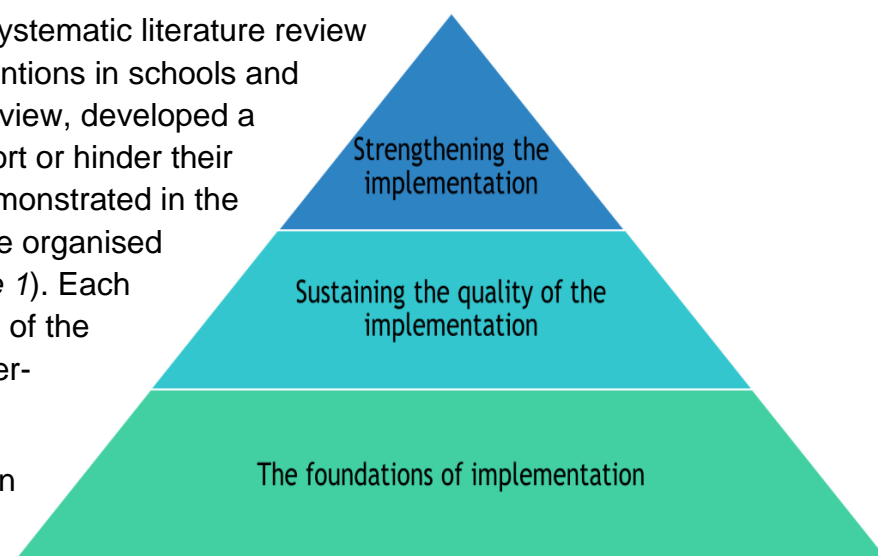 ystematic literature review
ntions in schools and
view, developed a
ort or hinder their
monstrated in the
e organised
e 1). Each
of the
er-
n
Strengthening the
implementation
Sustaining the quality of the
implementation
The foundations of implementation